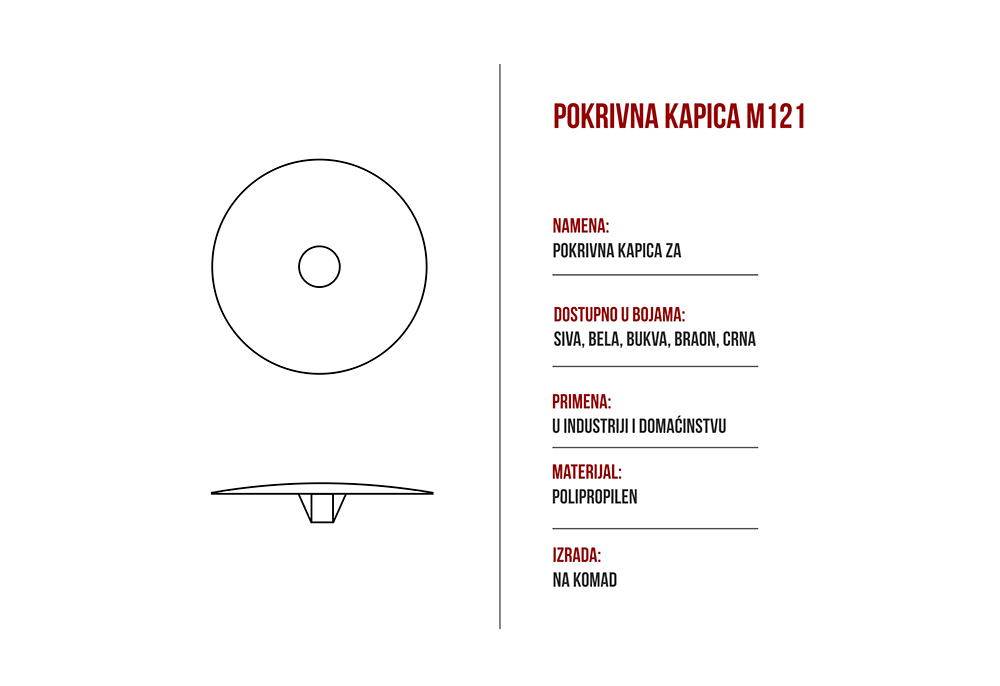 POKRIVNA KAPICA M121
NAMENA:
POKRIVNA KAPICA ZA
DOSTUPNO U BOJAMA:
SIVA, BELA, BUKVA, BRAON, CRNA
PRIMENA:
U INDUSTRIJI I DOMAĆINSTVU
MATERIJAL:
POLIPROPILEN
IZRADA:
NA KOMAD